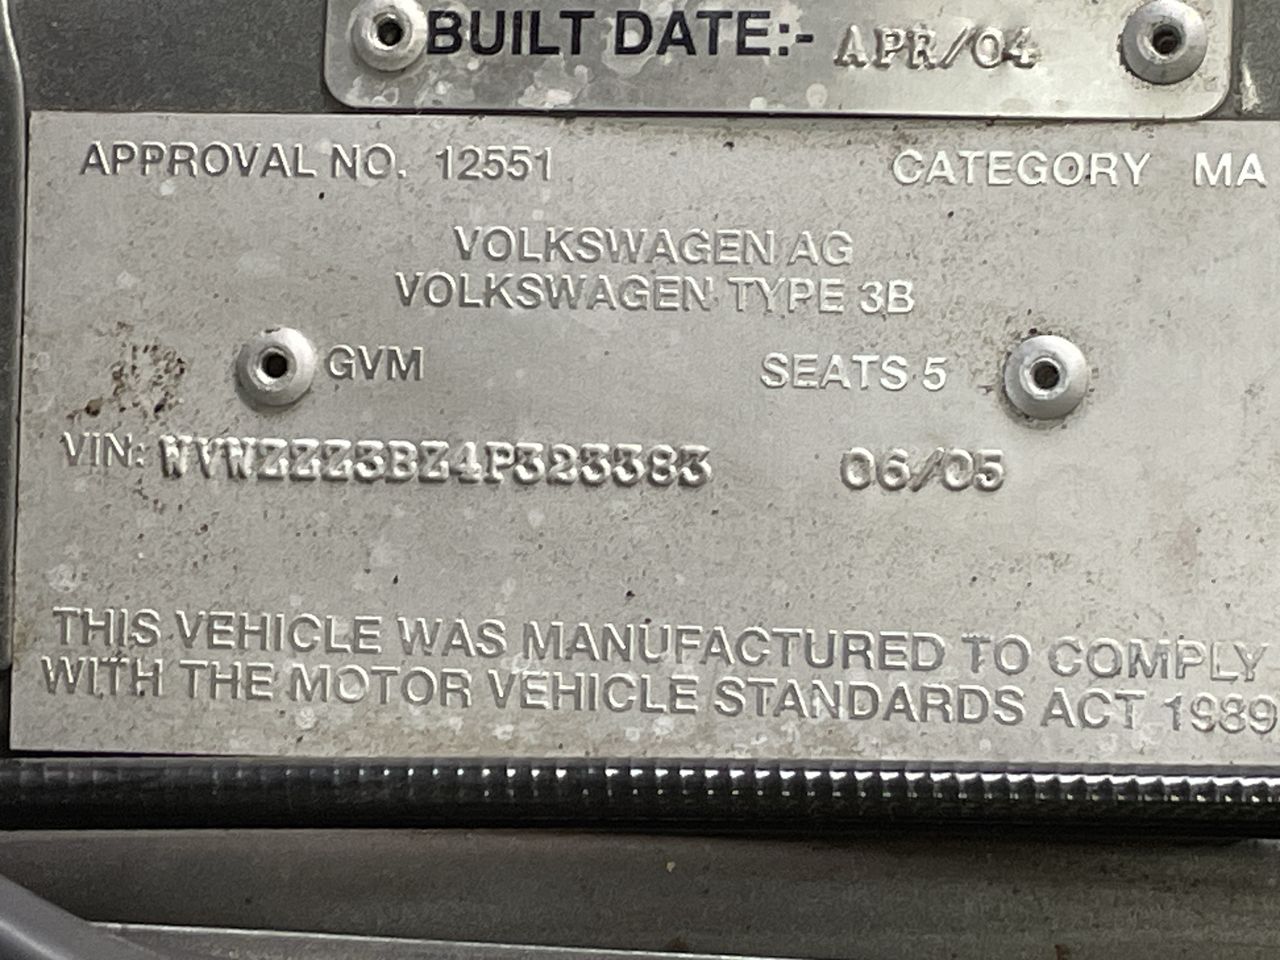 BUILT DATE:- APR/04
APPROVAL NO. 12551 CATEGORY MA
VOLKSWAGEN AG
VOLKSWAGEN TYPE 3B
GVM SEATS 5
VIN: WVWZZZ3BZ4P323383 06/05
THIS VEHICLE WAS MANUFACTURED TO COMPLY
WITH THE MOTOR VEHICLE STANDARDS ACT 1989